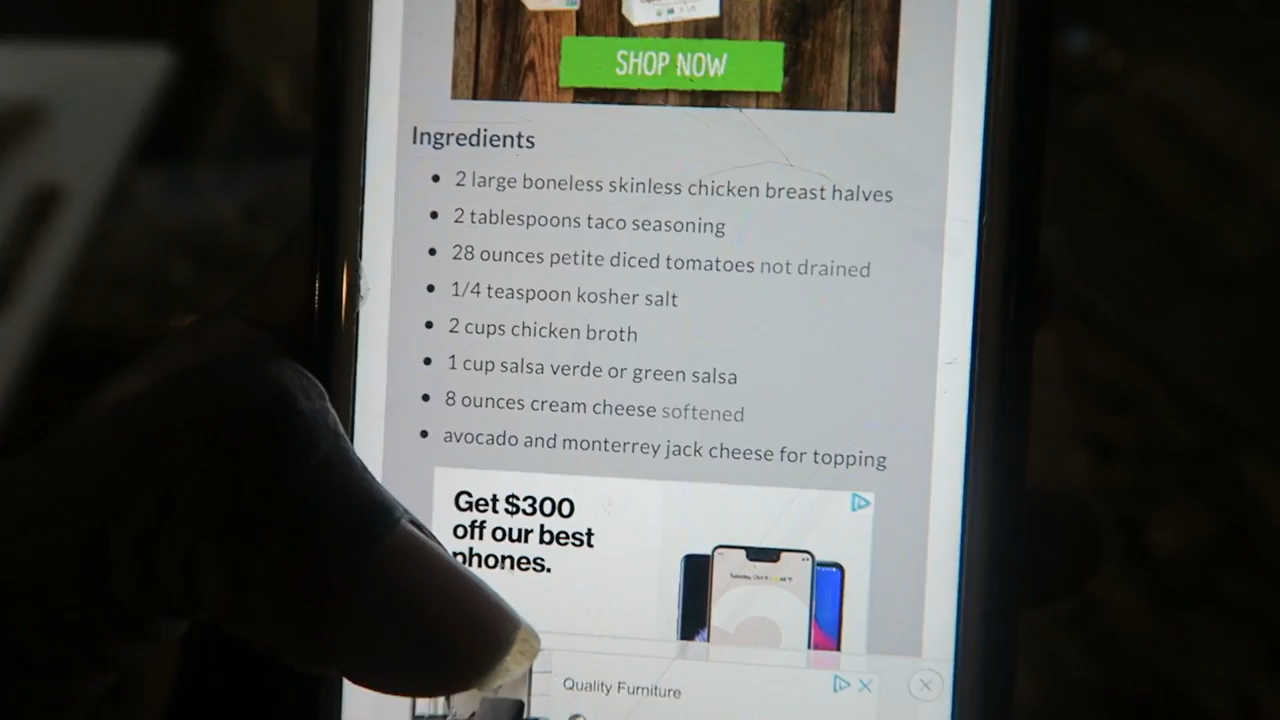 SHOP NOW
Ingredients
2 large boneless skinless chicken breast halves
2 tablespoons taco seasoning
28 ounces petite diced tomatoes not drained
1/4 teaspoon kosher salt
2 cups chicken broth
1 cup salsa verde or green salsa
8 ounces cream cheese softened
avocado and monterrey jack cheese for topping
Get $300
off our best
phones.
Quality Furniture